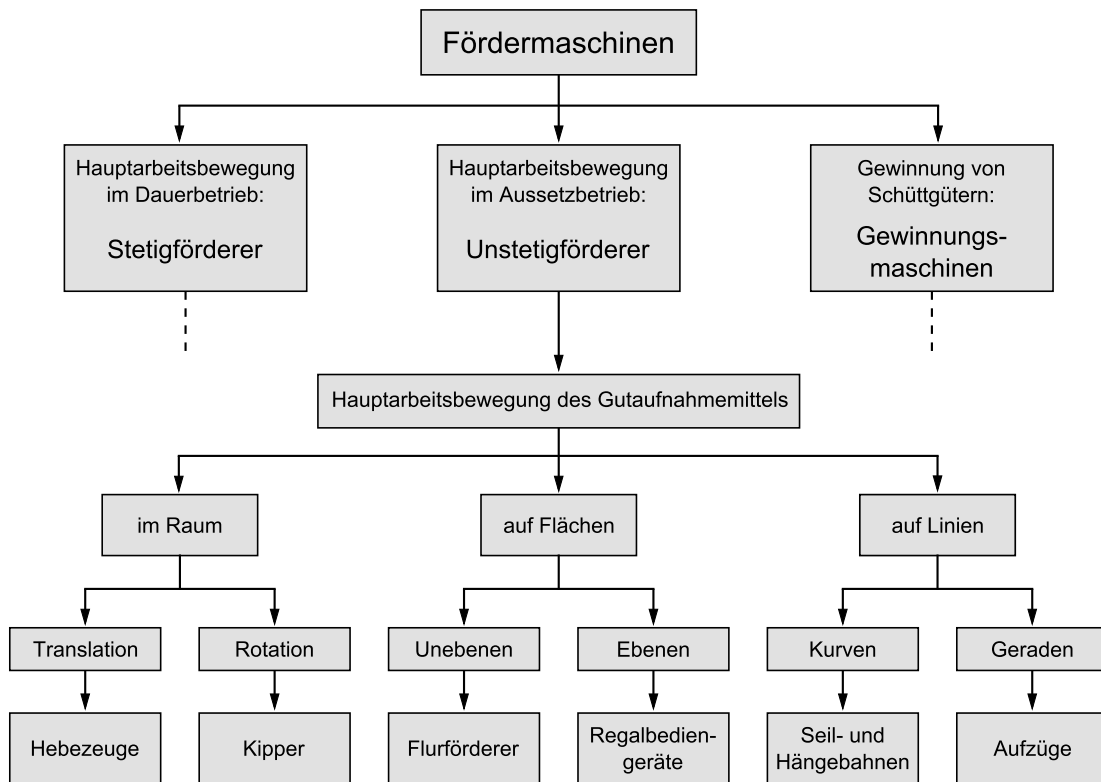 Fördermaschinen
Hauptarbeitsbewegung
im Dauerbetrieb:
Stetigförderer
Hauptarbeitsbewegung
im Aussetzbetrieb:
Unstetigförderer
Gewinnung von
Schüttgütern:
Gewinnungs-
maschinen
Hauptarbeitsbewegung des Gutaufnahmemittels
im Raum
auf Flächen
auf Linien
Translation
Rotation
Unebenen
Ebenen
Kurven
Geraden
Hebezeuge
Kipper
Flurförderer
Regalbedien-
geräte
Seil- und
Hängebahnen
Aufzüge